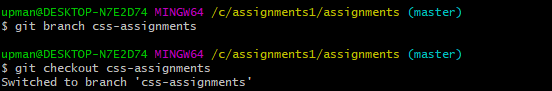 upman@DESKTOP-N7E2D74 MINGW64 /c/assignments1/assignments (master)
$ git branch css-assignments
upman@DESKTOP-N7E2D74 MINGW64 /c/assignments1/assignments (master)
$ git checkout css-assignments
Switched to branch 'css-assignments'